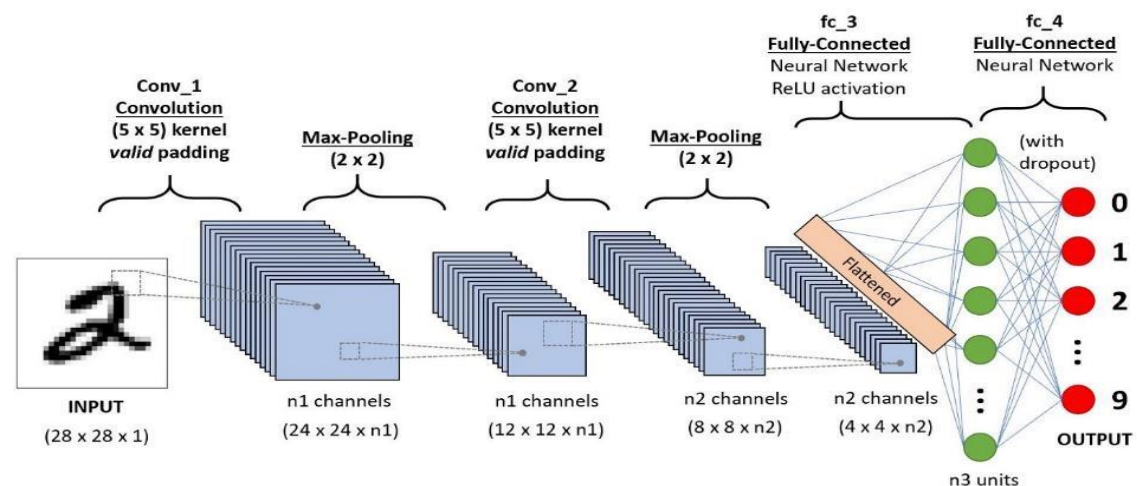 Conv_1
Convolution
(5 x 5) kernel
valid padding
Max-Pooling
(2 x 2)
Conv_2
Convolution
(5 x 5) kernel
valid padding
Max-Pooling
(2 x 2)
fc_3
Fully-Connected
Neural Network
ReLU activation
fc_4
Fully-Connected
Neural Network
(with
dropout)
Flattened
0
1
2
9
INPUT
(28 x 28 x 1)
n1 channels
(24 x 24 x n1)
n1 channels
(12 x 12 x n1)
n2 channels
(8 x 8 x n2)
n2 channels
(4 x 4 x n2)
n3 units
OUTPUT
2